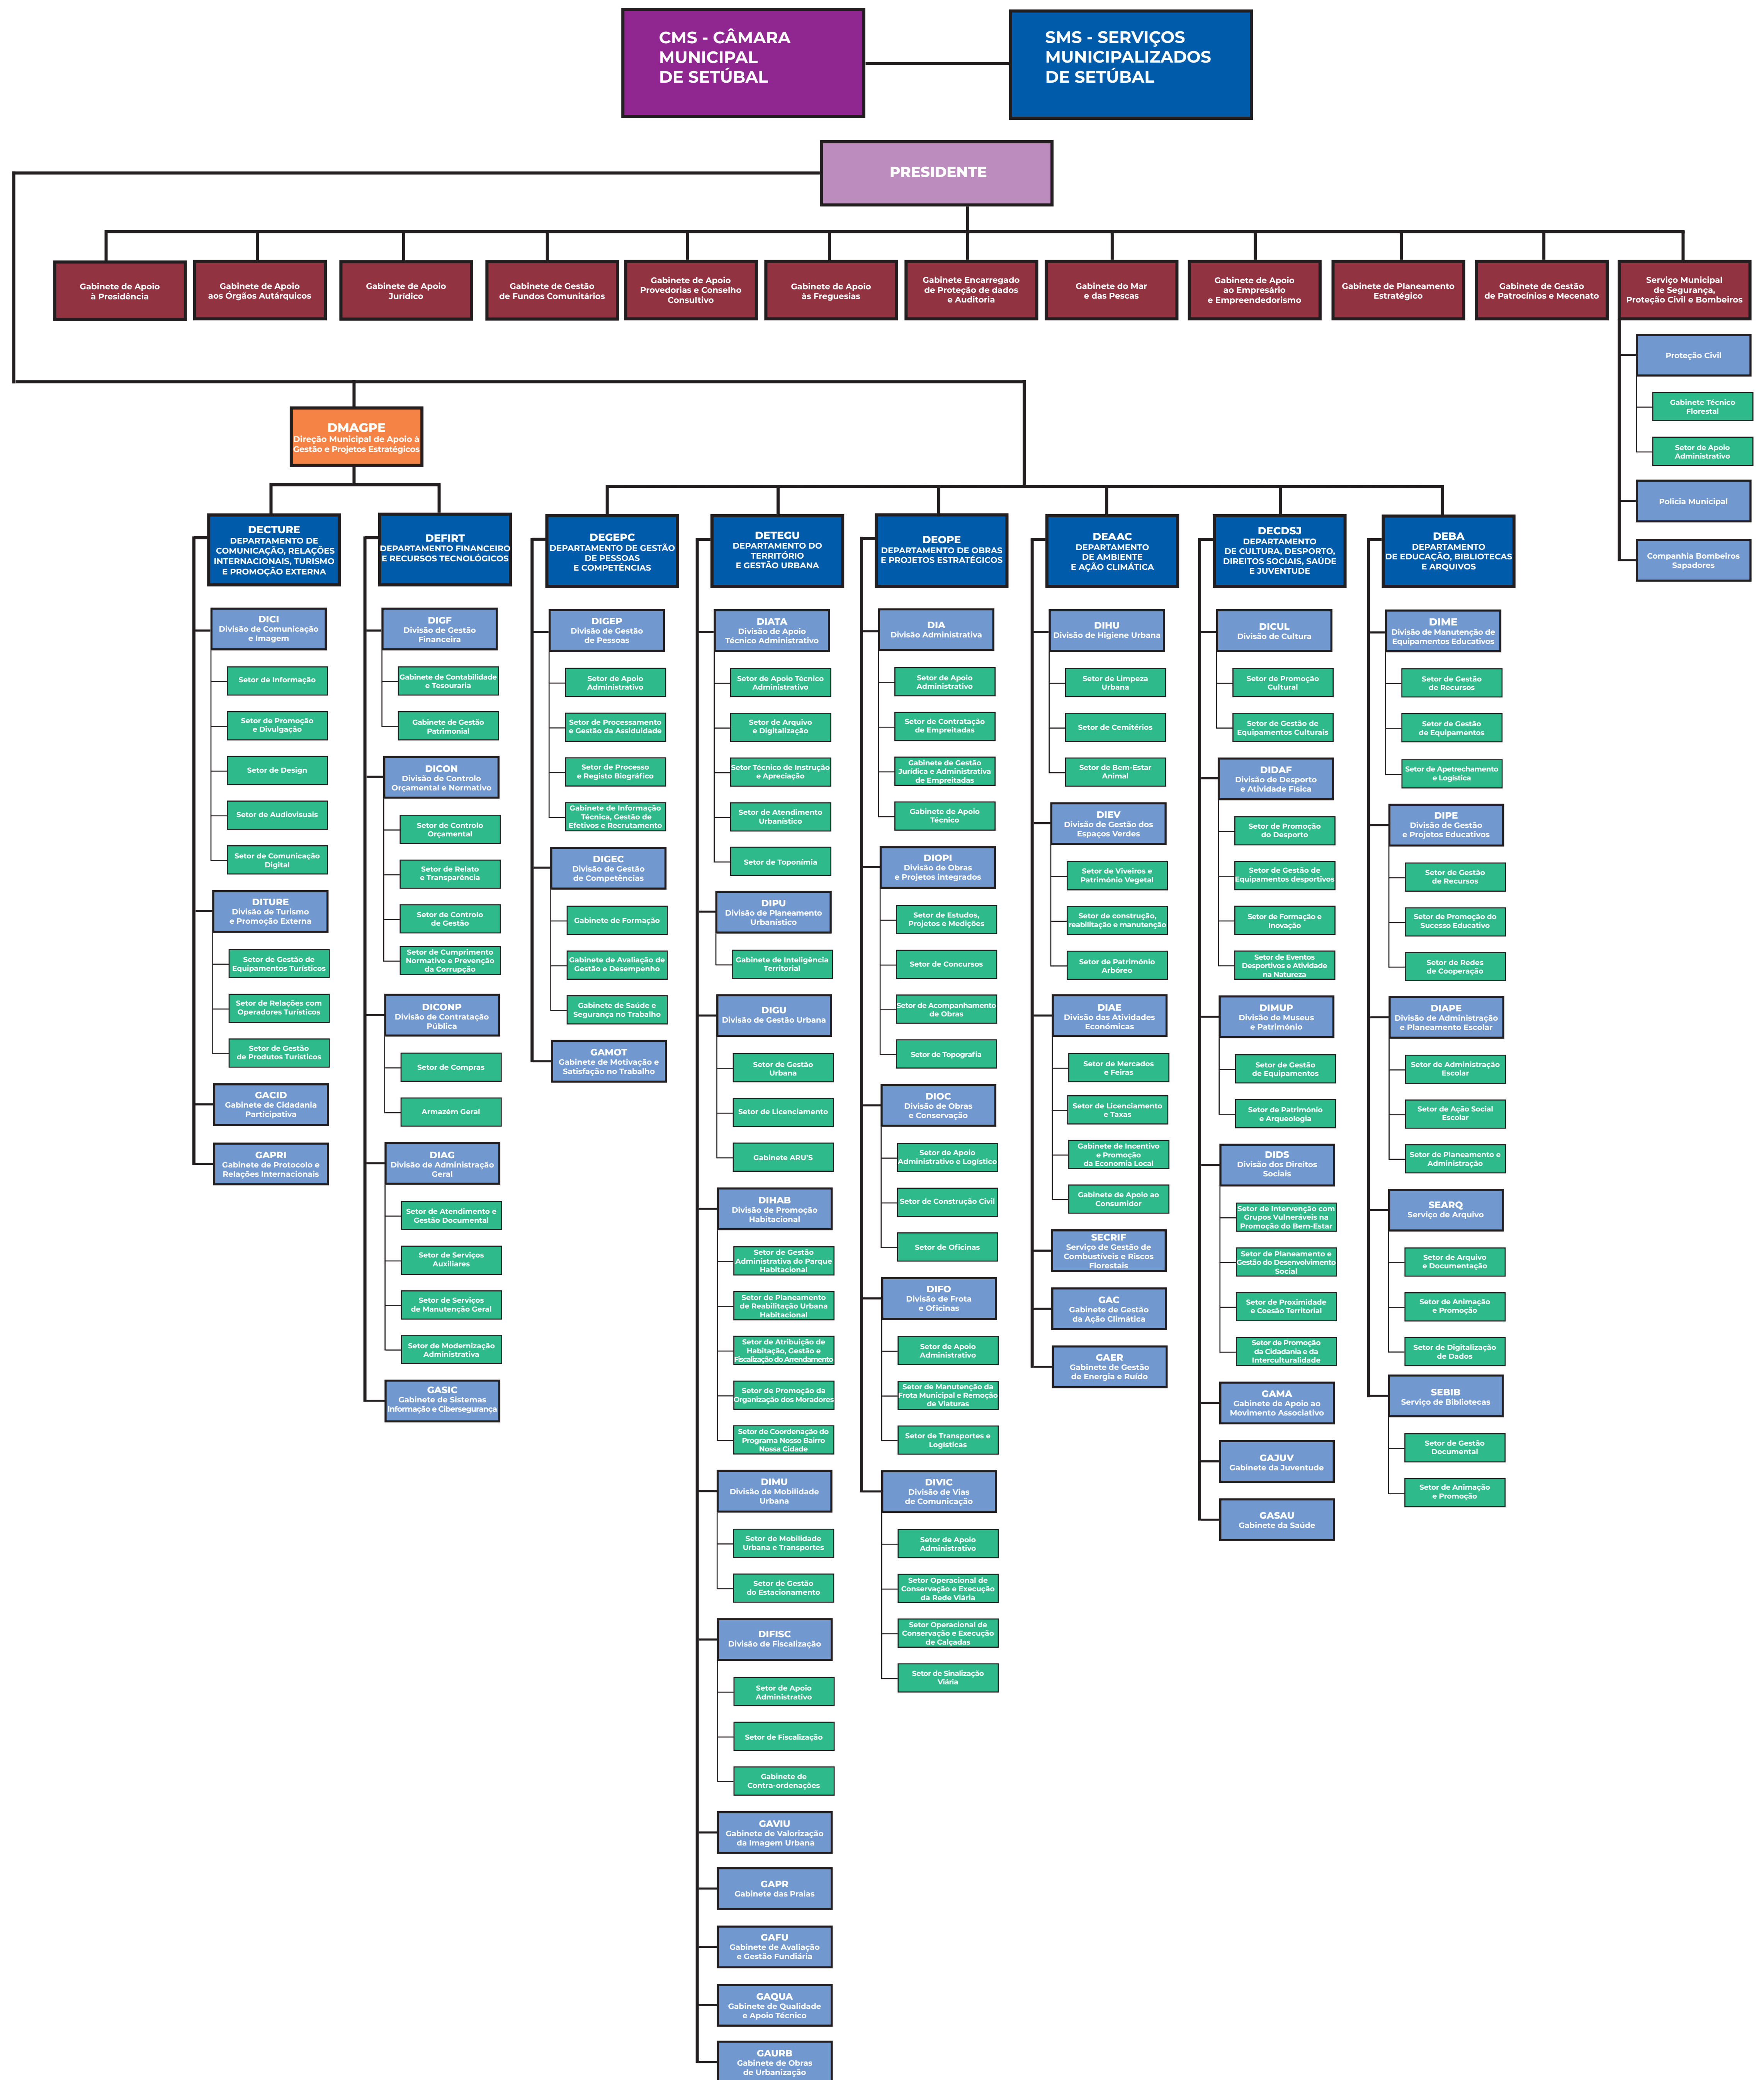 CMS - CÂMARA
MUNICIPAL
DE SETÚBAL
SMS - SERVIÇOS
MUNICIPALIZADOS
DE SETÚBAL
PRESIDENTE
Gabinete de Apoio
à Presidência
Gabinete de Apoio
aos Órgãos Autárquicos
Gabinete de Apoio
Jurídico
Gabinete de Gestão
de Fundos Comunitários
Gabinete de Apoio
Provedorias e Conselho
Consultivo
Gabinete de Apoio
às Freguesias
Gabinete Encarregado
de Proteção de dados
e Auditoria
Gabinete do Mar
e das Pescas
Gabinete de Apoio
ao Empresário
e Empreendedorismo
Gabinete de Planeamento
Estratégico
Gabinete de Gestão
de Patrocínios e Mecenato
Serviço Municipal
de Segurança,
Proteção Civil e Bombeiros
Proteção Civil
Gabinete Técnico
Florestal
Setor de Apoio
Administrativo
Policia Municipal
Companhia Bombeiros
Sapadores
DMAGPE
Direção Municipal de Apoio à
Gestão e Projetos Estratégicos
DECTURE
DEPARTAMENTO DE
COMUNICAÇÃO, RELAÇÕES
INTERNACIONAIS, TURISMO
E PROMOÇÃO EXTERNA
DICI
Divisão de Comunicação
e Imagem
Setor de Informação
Setor de Promoção
e Divulgação
Setor de Design
Setor de Audiovisuais
Setor de Comunicação
Digital
DITURE
Divisão de Turismo
e Promoção Externa
Setor de Gestão de
Equipamentos Turísticos
Setor de Relações com
Operadores Turísticos
Setor de Gestão
de Produtos Turísticos
GACID
Gabinete de Cidadania
Participativa
GAPRI
Gabinete de Protocolo e
Relações Internacionais
DEFIRT
DEPARTAMENTO FINANCEIRO
E RECURSOS TECNOLÓGICOS
DIGF
Divisão de Gestão
Financeira
Gabinete de Contabilidade
e Tesouraria
Gabinete de Gestão
Patrimonial
DICON
Divisão de Controlo
Orçamental e Normativo
Setor de Controlo
Orçamental
Setor de Relato
e Transparência
Setor de Controlo
de Gestão
Setor de Cumprimento
Normativo e Prevenção
da Corrupção
DICONP
Divisão de Contratação
Pública
Setor de Compras
Armazém Geral
DIAG
Divisão de Administração
Geral
Setor de Atendimento e
Gestão Documental
Setor de Serviços
Auxiliares
Setor de Serviços
de Manutenção Geral
Setor de Modernização
Administrativa
GASIC
Gabinete de Sistemas
Informação e Cibersegurança
DEGEPC
DEPARTAMENTO DE GESTÃO
DE PESSOAS
E COMPETÊNCIAS
DIGEP
Divisão de Gestão
de Pessoas
Setor de Apoio
Administrativo
Setor de Processamento
e Gestão da Assiduidade
Setor de Processo
e Registo Biográfico
Gabinete de Informação
Técnica, Gestão de
Efetivos e Recrutamento
DIGEC
Divisão de Gestão
de Competências
Gabinete de Formação
Gabinete de Avaliação de
Gestão e Desempenho
Gabinete de Saúde e
Segurança no Trabalho
GAMOT
Gabinete de Motivação e
Satisfação no Trabalho
DETEGU
DEPARTAMENTO DO
TERRITÓRIO
E GESTÃO URBANA
DIATA
Divisão de Apoio
Técnico Administrativo
Setor de Apoio Técnico
Administrativo
Setor de Arquivo
e Digitalização
Setor Técnico de Instrução
e Apreciação
Setor de Atendimento
Urbanístico
Setor de Toponímia
DIPU
Divisão de Planeamento
Urbanístico
Gabinete de Inteligência
Territorial
DIGU
Divisão de Gestão Urbana
Setor de Gestão
Urbana
Setor de Licenciamento
Gabinete ARU'S
DIHAB
Divisão de Promoção
Habitacional
Setor de Gestão
Administrativa do Parque
Habitacional
Setor de Planeamento
de Reabilitação Urbana
Habitacional
Setor de Atribuição de
Habitação, Gestão e
Fiscalização do Arrendamento
Setor de Promoção da
Organização dos Moradores
Setor de Coordenação do
Programa Nosso Bairro
Nossa Cidade
DIMU
Divisão de Mobilidade
Urbana
Setor de Mobilidade
Urbana e Transportes
Setor de Gestão
do Estacionamento
DIFISC
Divisão de Fiscalização
Setor de Apoio
Administrativo
Setor de Fiscalização
Gabinete de
Contra-ordenações
GAVIU
Gabinete de Valorização
da Imagem Urbana
GAPR
Gabinete das Praias
GAFU
Gabinete de Avaliação
e Gestão Fundiária
GAQUA
Gabinete de Qualidade
e Apoio Técnico
GAURB
Gabinete de Obras
de Urbanização
DEOPE
DEPARTAMENTO DE OBRAS
E PROJETOS ESTRATÉGICOS
DIA
Divisão Administrativa
Setor de Apoio
Administrativo
Setor de Contratação
de Empreitadas
Gabinete de Gestão
Jurídica e Administrativa
de Empreitadas
Gabinete de Apoio
Técnico
DIOPI
Divisão de Obras
e Projetos integrados
Setor de Estudos,
Projetos e Medições
Setor de Concursos
Setor de Acompanhamento
de Obras
Setor de Topografia
DIOC
Divisão de Obras
e Conservação
Setor de Apoio
Administrativo e Logístico
Setor de Construção Civil
Setor de Oficinas
DIFO
Divisão de Frota
e Oficinas
Setor de Apoio
Administrativo
Setor de Manutenção da
Frota Municipal e Remoção
de Viaturas
Setor de Transportes e
Logísticas
DIVIC
Divisão de Vias
de Comunicação
Setor de Apoio
Administrativo
Setor Operacional de
Conservação e Execução
da Rede Viária
Setor Operacional de
Conservação e Execução
de Calçadas
Setor de Sinalização
Viária
DEAAC
DEPARTAMENTO
DE AMBIENTE
E AÇÃO CLIMÁTICA
DIHU
Divisão de Higiene Urbana
Setor de Limpeza
Urbana
Setor de Cemitérios
Setor de Bem-Estar
Animal
DIEV
Divisão de Gestão dos
Espaços Verdes
Setor de Viveiros e
Património Vegetal
Setor de construção,
reabilitação e manutenção
Setor de Património
Arbóreo
DIAE
Divisão das Atividades
Económicas
Setor de Mercados
e Feiras
Setor de Licenciamento
e Taxas
Gabinete de Incentivo
e Promoção
da Economia Local
Gabinete de Apoio ao
Consumidor
SECRIF
Serviço de Gestão de
Combustíveis e Riscos
Florestais
GAC
Gabinete de Gestão
da Ação Climática
GAER
Gabinete de Gestão
de Energia e Ruído
DECDSJ
DEPARTAMENTO
DE CULTURA, DESPORTO,
DIREITOS SOCIAIS, SAÚDE
E JUVENTUDE
DICUL
Divisão de Cultura
Setor de Promoção
Cultural
Setor de Gestão de
Equipamentos Culturais
DIDAF
Divisão de Desporto
e Atividade Física
Setor de Promoção
do Desporto
Setor de Gestão de
Equipamentos desportivos
Setor de Formação e
Inovação
Setor de Eventos
Desportivos e Atividade
na Natureza
DIMUP
Divisão de Museus
e Património
Setor de Gestão
de Equipamentos
Setor de Património
e Arqueologia
DIDS
Divisão dos Direitos
Sociais
Setor de Intervenção com
Grupos Vulneráveis na
Promoção do Bem-Estar
Setor de Planeamento e
Gestão do Desenvolvimento
Social
Setor de Proximidade
e Coesão Territorial
Setor de Promoção
da Cidadania e da
Interculturalidade
GAMA
Gabinete de Apoio ao
Movimento Associativo
GAJUV
Gabinete da Juventude
GASAU
Gabinete da Saúde
DEBA
DEPARTAMENTO
DE EDUCAÇÃO, BIBLIOTECAS
E ARQUIVOS
DIME
Divisão de Manutenção de
Equipamentos Educativos
Setor de Gestão
de Recursos
Setor de Gestão
de Equipamentos
Setor de Apetrechamento
e Logística
DIPE
Divisão de Gestão
e Projetos Educativos
Setor de Gestão
de Recursos
Setor de Promoção do
Sucesso Educativo
Setor de Redes
de Cooperação
DIAPE
Divisão de Administração
e Planeamento Escolar
Setor de Administração
Escolar
Setor de Ação Social
Escolar
Setor de Planeamento e
Administração
SEARQ
Serviço de Arquivo
Setor de Arquivo
e Documentação
Setor de Animação
e Promoção
Setor de Digitalização
de Dados
SEBIB
Serviço de Bibliotecas
Setor de Gestão
Documental
Setor de Animação
e Promoção